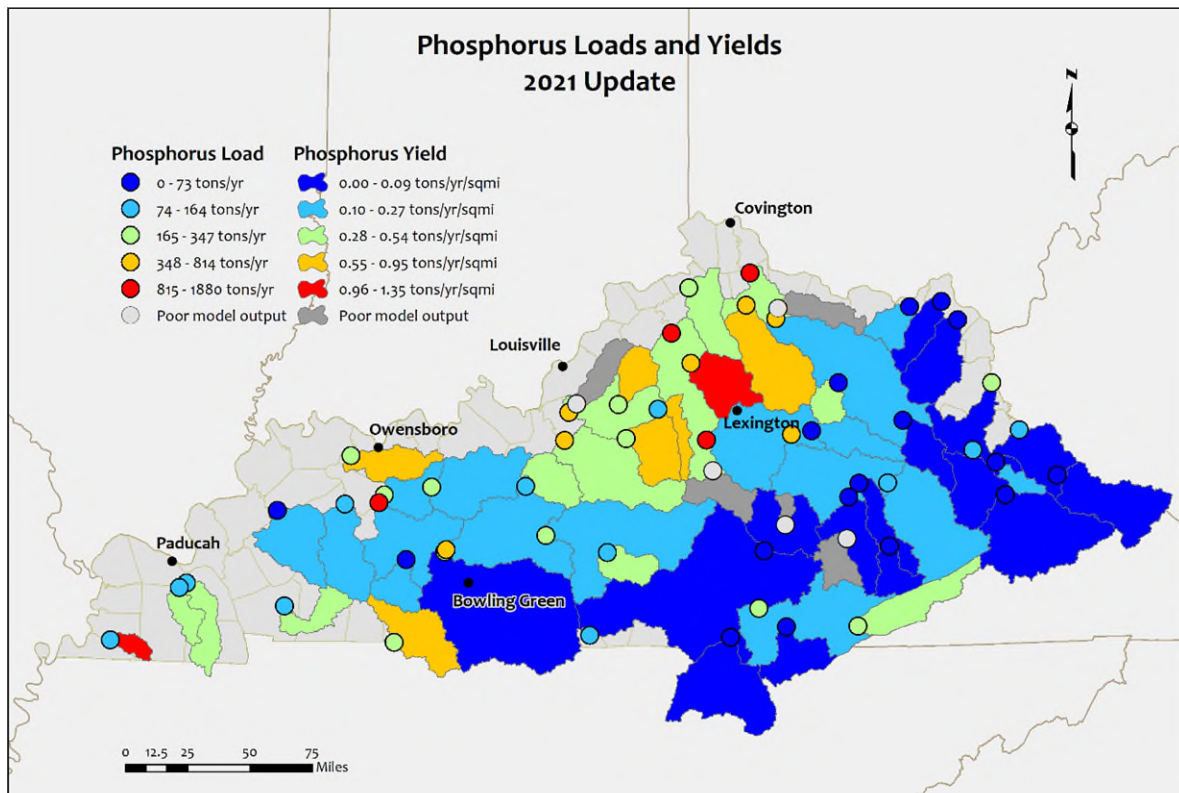 Phosphorus Loads and Yields
2021 Update
N
Phosphorus Load
0 - 73 tons/yr
74 - 164 tons/yr
165 - 347 tons/yr
348 - 814 tons/yr
815 - 1880 tons/yr
Poor model output
Phosphorus Yield
0.00 - 0.09 tons/yr/sqmi
0.10 - 0.27 tons/yr/sqmi
0.28 - 0.54 tons/yr/sqmi
0.55 - 0.95 tons/yr/sqmi
0.96 - 1.35 tons/yr/sqmi
Poor model output
Covington
Louisville
Lexington
Owensboro
Paducah
Bowling Green
0 12.5 25 50 75
Miles